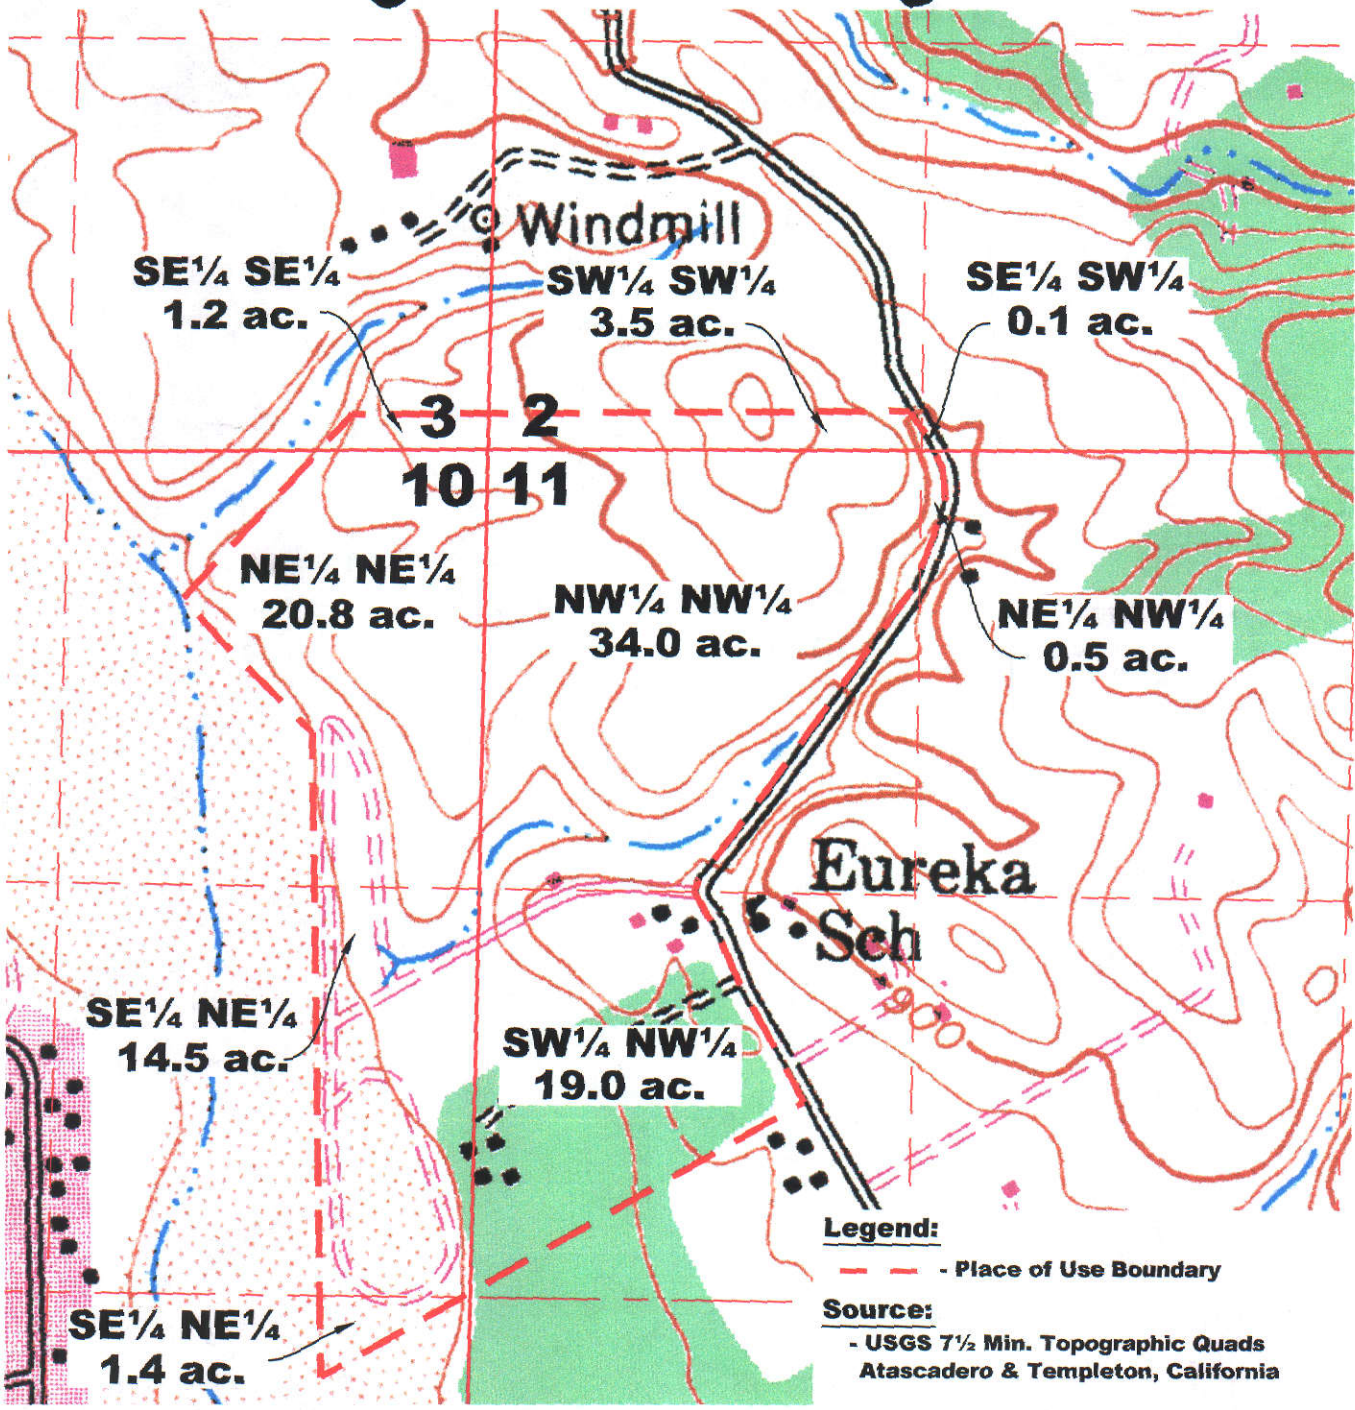 Windmill
SE¼ SE¼
1.2 ac.
SW¼ SW¼
3.5 ac.
SE¼ SW¼
0.1 ac.
3 2
10 11
NE¼ NE¼
20.8 ac.
NW¼ NW¼
34.0 ac.
NE¼ NW¼
0.5 ac.
Eureka
Sch
900
SE¼ NE¼
14.5 ac.
SW¼ NW¼
19.0 ac.
SE¼ NE¼
1.4 ac.
Legend:
- Place of Use Boundary
Source:
- USGS 7½ Min. Topographic Quads
Atascadero & Templeton, California